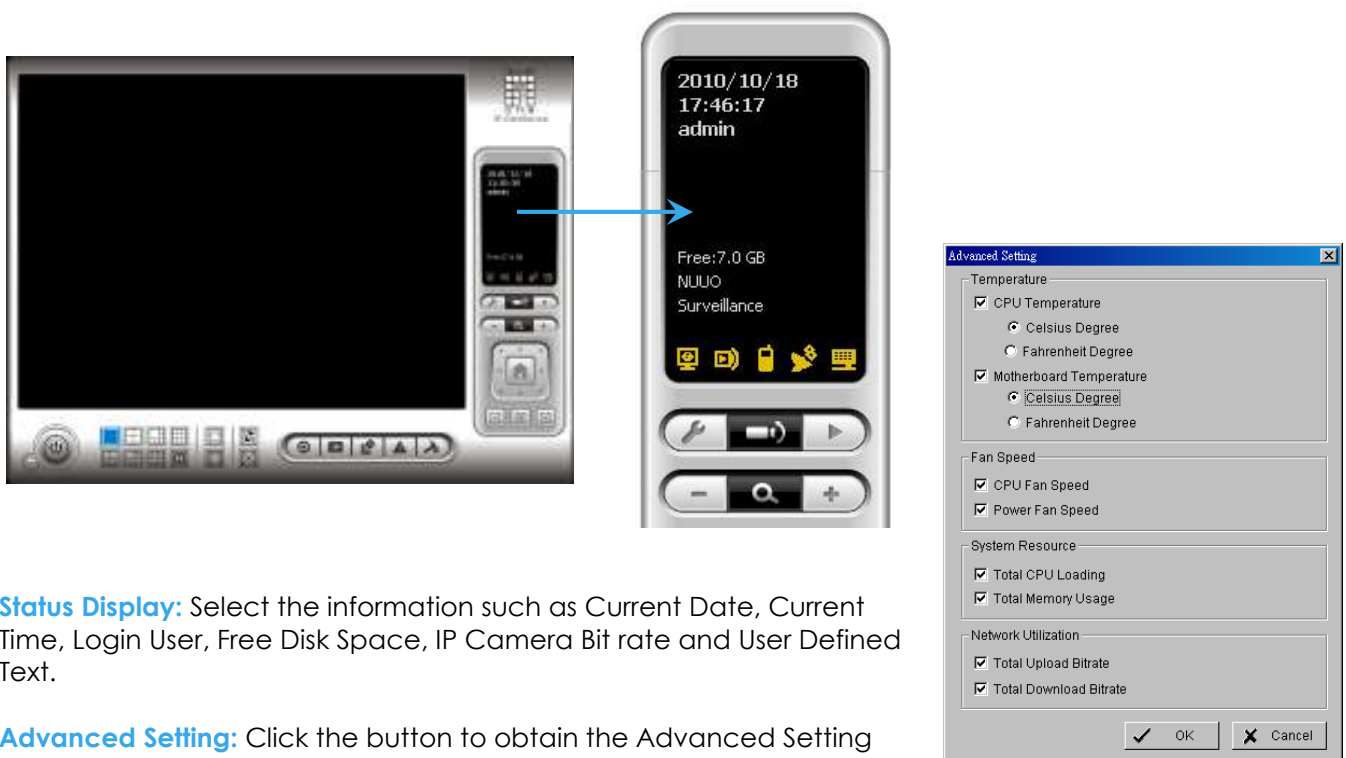 2010/10/18
17:46:17
admin
Free:7.0 GB
NUUO
Surveillance
Advanced Setting
Temperature
CPU Temperature
Celsius Degree
Fahrenheit Degree
Motherboard Temperature
Celsius Degree
Fahrenheit Degree
Fan Speed
CPU Fan Speed
Power Fan Speed
System Resource
Total CPU Loading
Total Memory Usage
Network Utilization
Total Upload Bitrate
Total Download Bitrate
OK
Cancel
Status Display: Select the information such as Current Date, Current
Time, Login User, Free Disk Space, IP Camera Bit rate and User Defined
Text.
Advanced Setting: Click the button to obtain the Advanced Setting